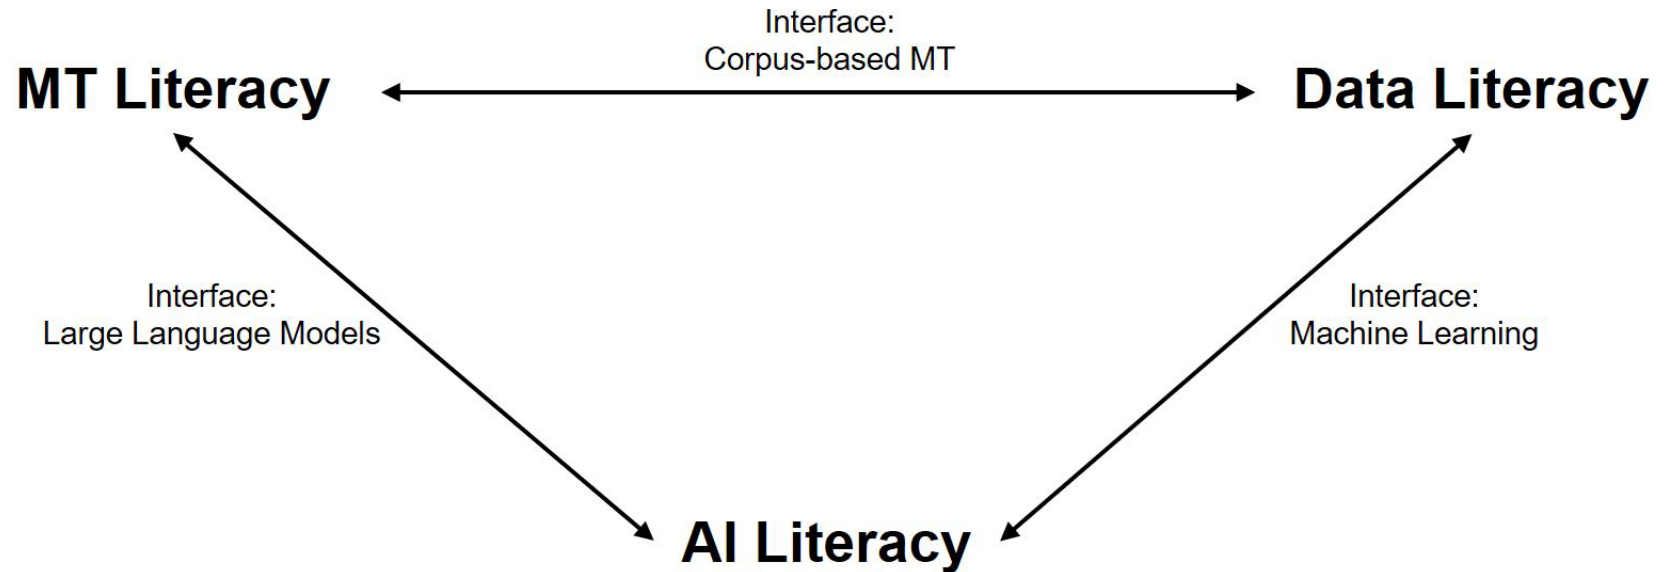 Interface:
Corpus-based MT
MT Literacy
Data Literacy
Interface:
Large Language Models
Interface:
Machine Learning
AI Literacy